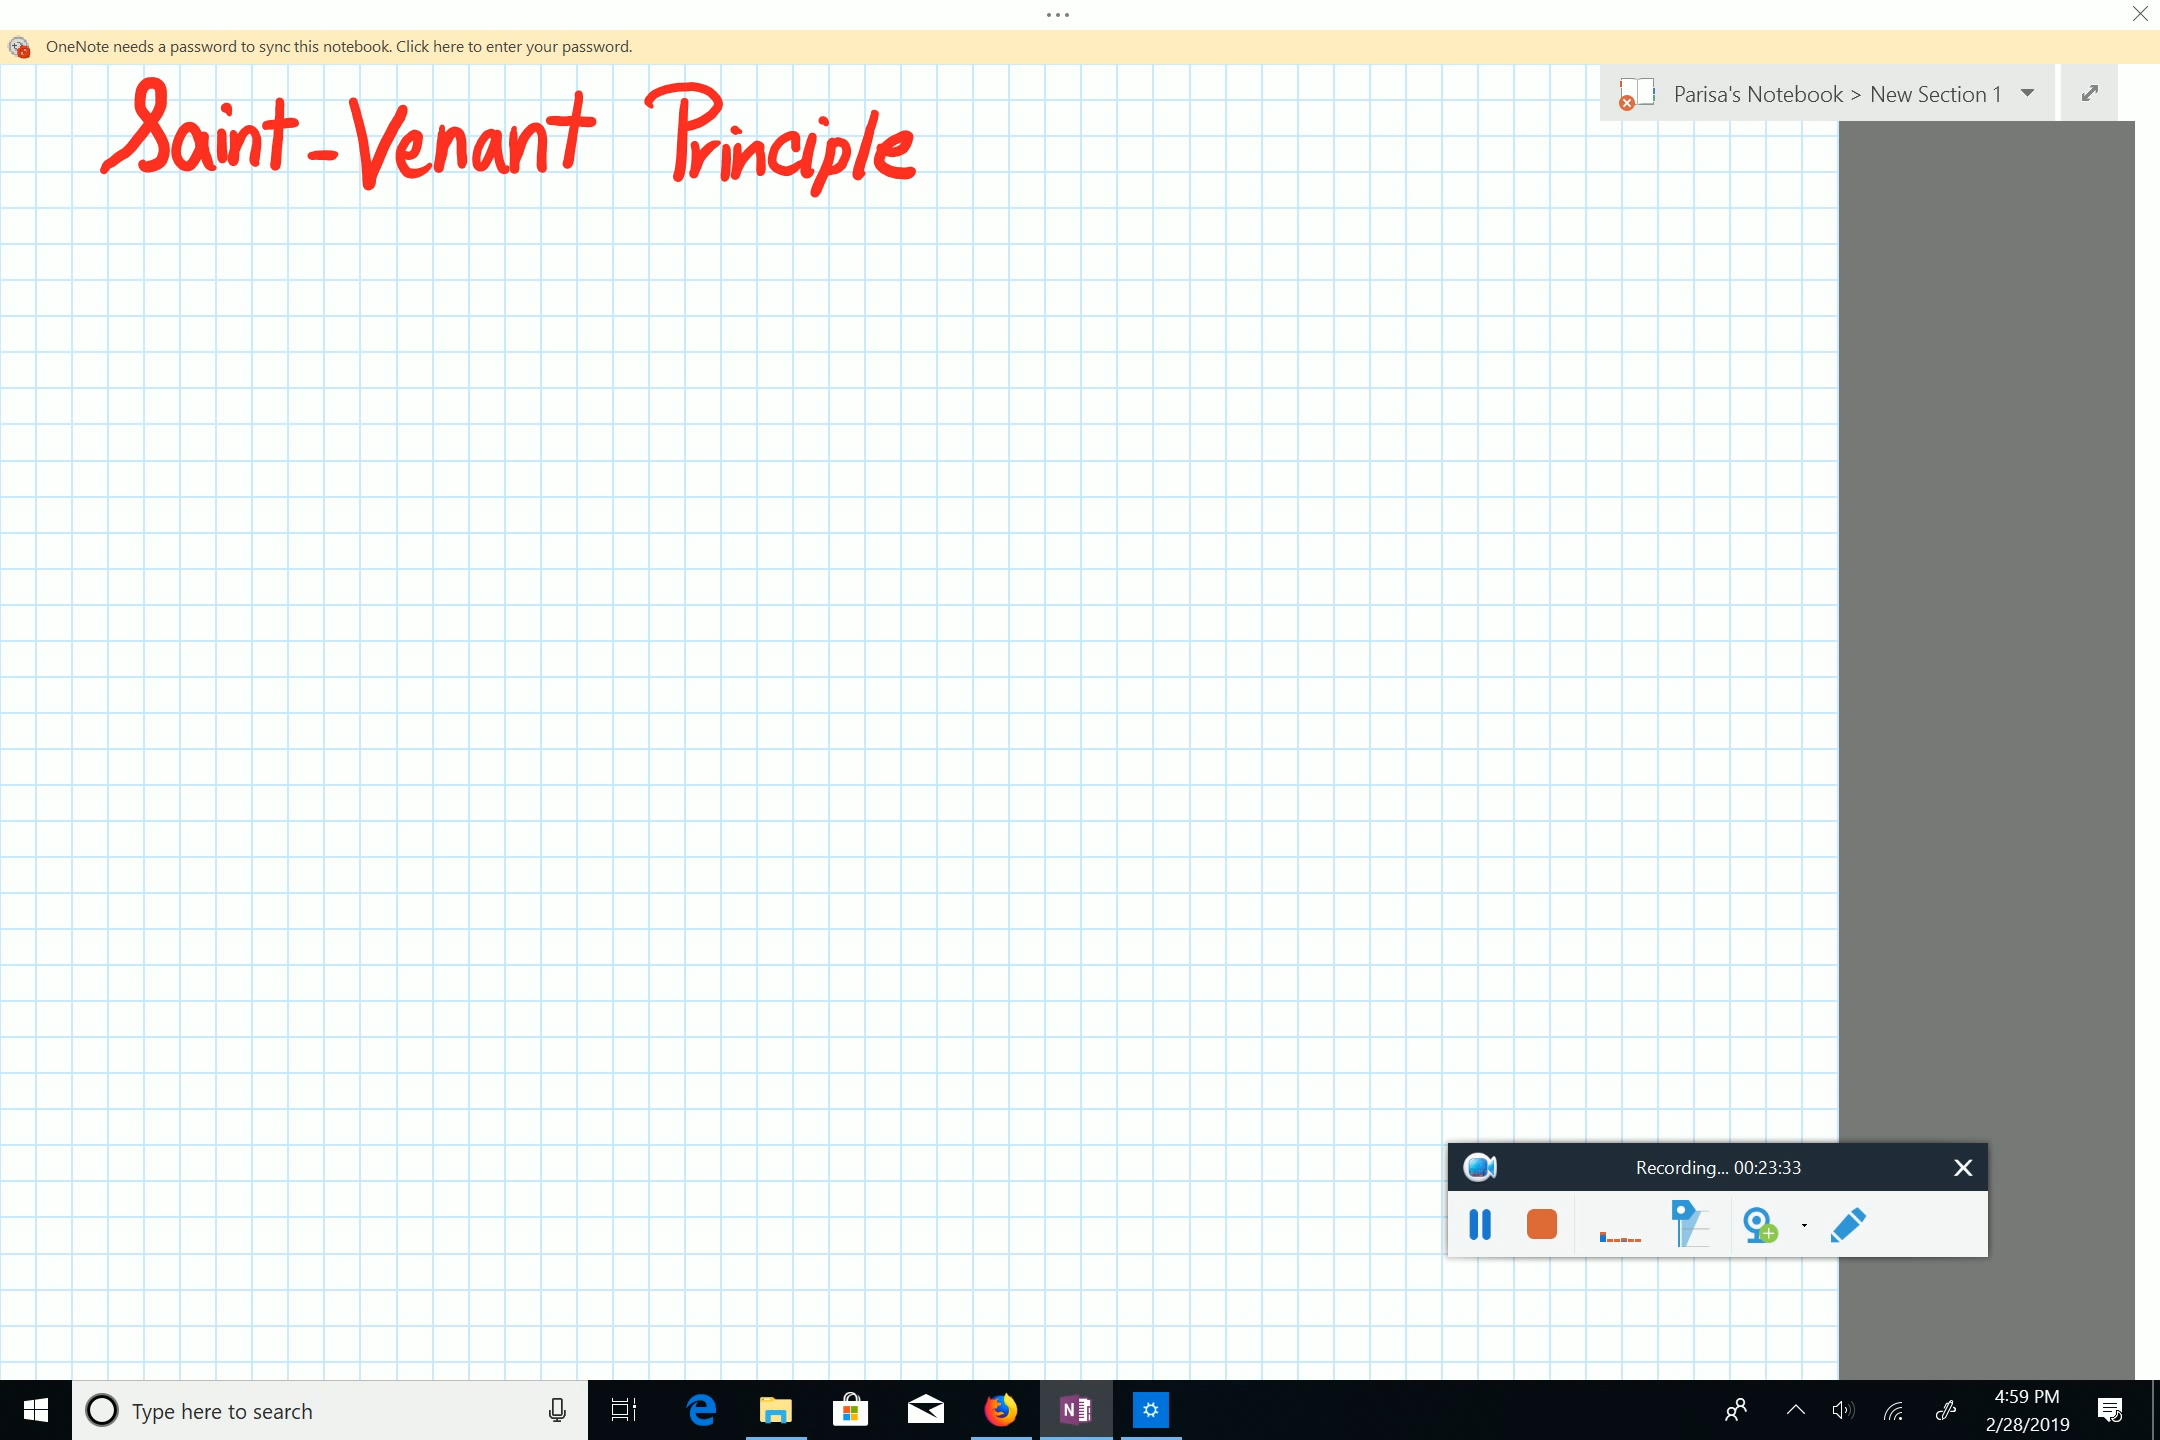 OneNote needs a password to sync this notebook. Click here to enter your password.
Saint-Venant Principle
Parisa's Notebook > New Section 1
Recording... 00:23:33
Type here to search
4:59 PM
2/28/2019